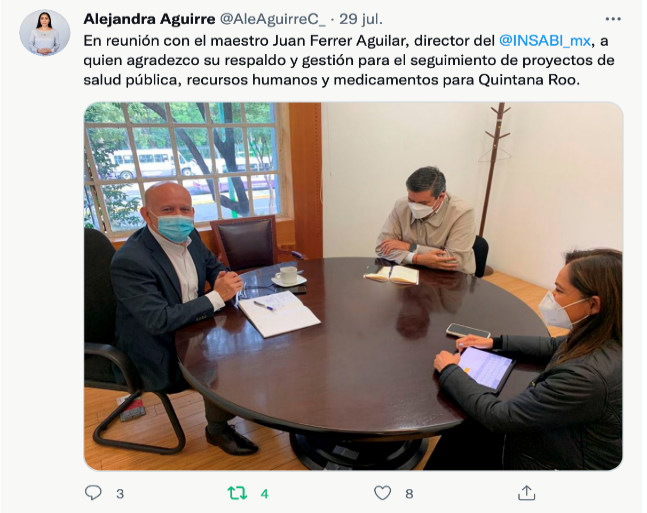 Alejandra Aguirre @AleAguirreC_ · 29 jul.
En reunión con el maestro Juan Ferrer Aguilar, director del @INSABI_mx, a
quien agradezco su respaldo y gestión para el seguimiento de proyectos de
salud pública, recursos humanos y medicamentos para Quintana Roo.
3 4 8